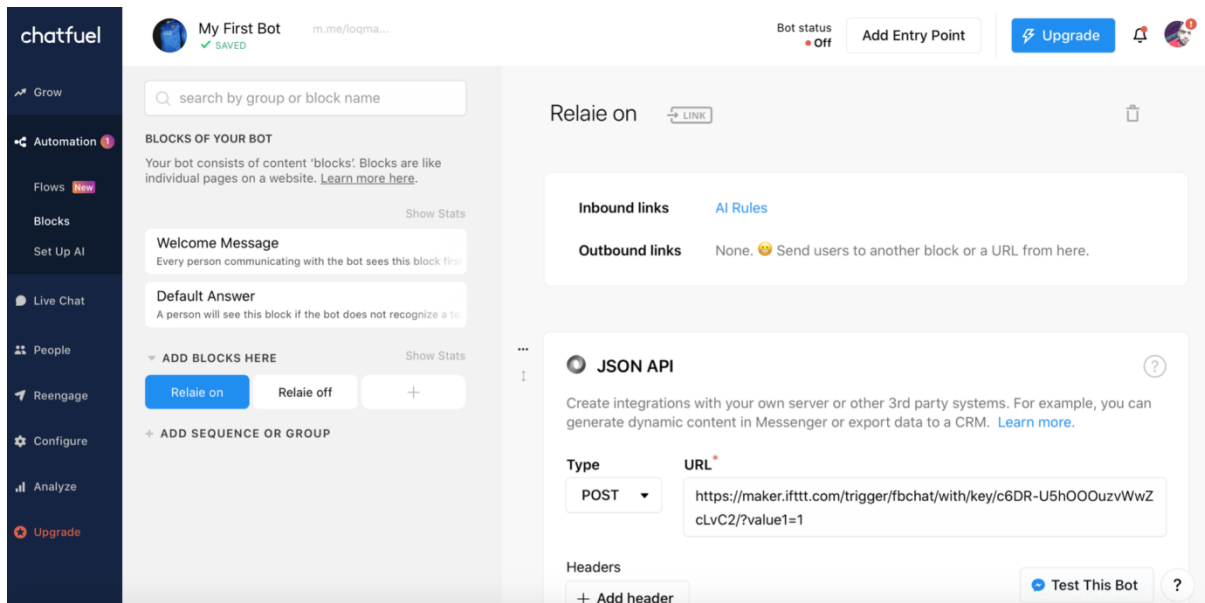 chatfuel
My First Bot
SAVED
m.me/loqma...
Bot status
Off
Add Entry Point
Upgrade
Grow
Automation 1
Flows New
Blocks
Set Up AI
Live Chat
People
Reengage
Configure
Analyze
Upgrade
search by group or block name
BLOCKS OF YOUR BOT
Your bot consists of content ‘blocks’. Blocks are like
individual pages on a website. Learn more here.
Show Stats
Welcome Message
Every person communicating with the bot sees this block first
Default Answer
A person will see this block if the bot does not recognize a te
ADD BLOCKS HERE
Show Stats
Relaie on
Relaie off
+
+ ADD SEQUENCE OR GROUP
Relaie on
LINK
Inbound links
AI Rules
Outbound links
None. 😬 Send users to another block or a URL from here.
JSON API
?
Create integrations with your own server or other 3rd party systems. For example, you can
generate dynamic content in Messenger or export data to a CRM. Learn more.
Type
URL*
POST
https://maker.ifttt.com/trigger/fbchat/with/key/c6DR-U5hOOOuzvWwZ
cLvC2/?value1=1
Headers
+ Add header
Test This Bot
?